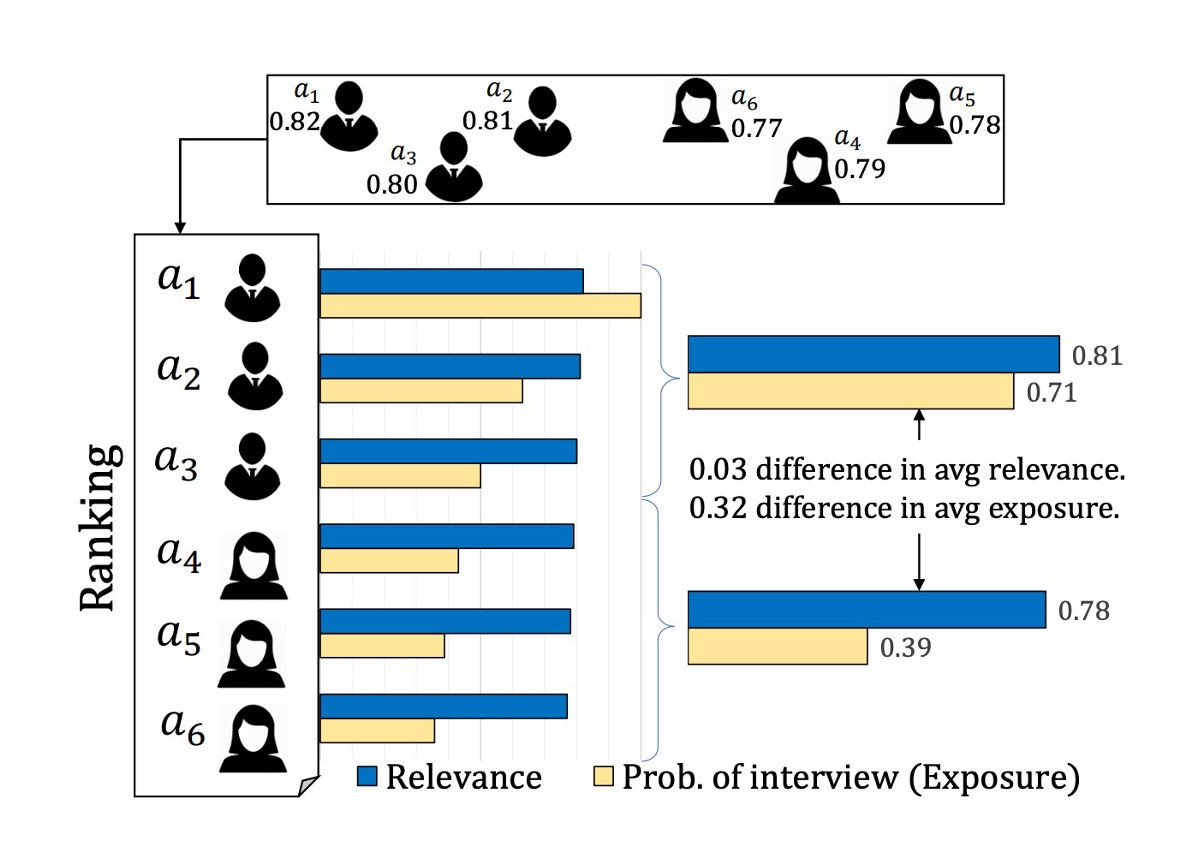 a₁
0.82
a₂
0.81
a₃
0.80
a₆
0.77
a₄
0.79
a₅
0.78
Ranking
a₁
a₂
a₃
a₄
a₅
a₆
0.81
0.71
0.03 difference in avg relevance.
0.32 difference in avg exposure.
0.78
0.39
Relevance
Prob. of interview (Exposure)